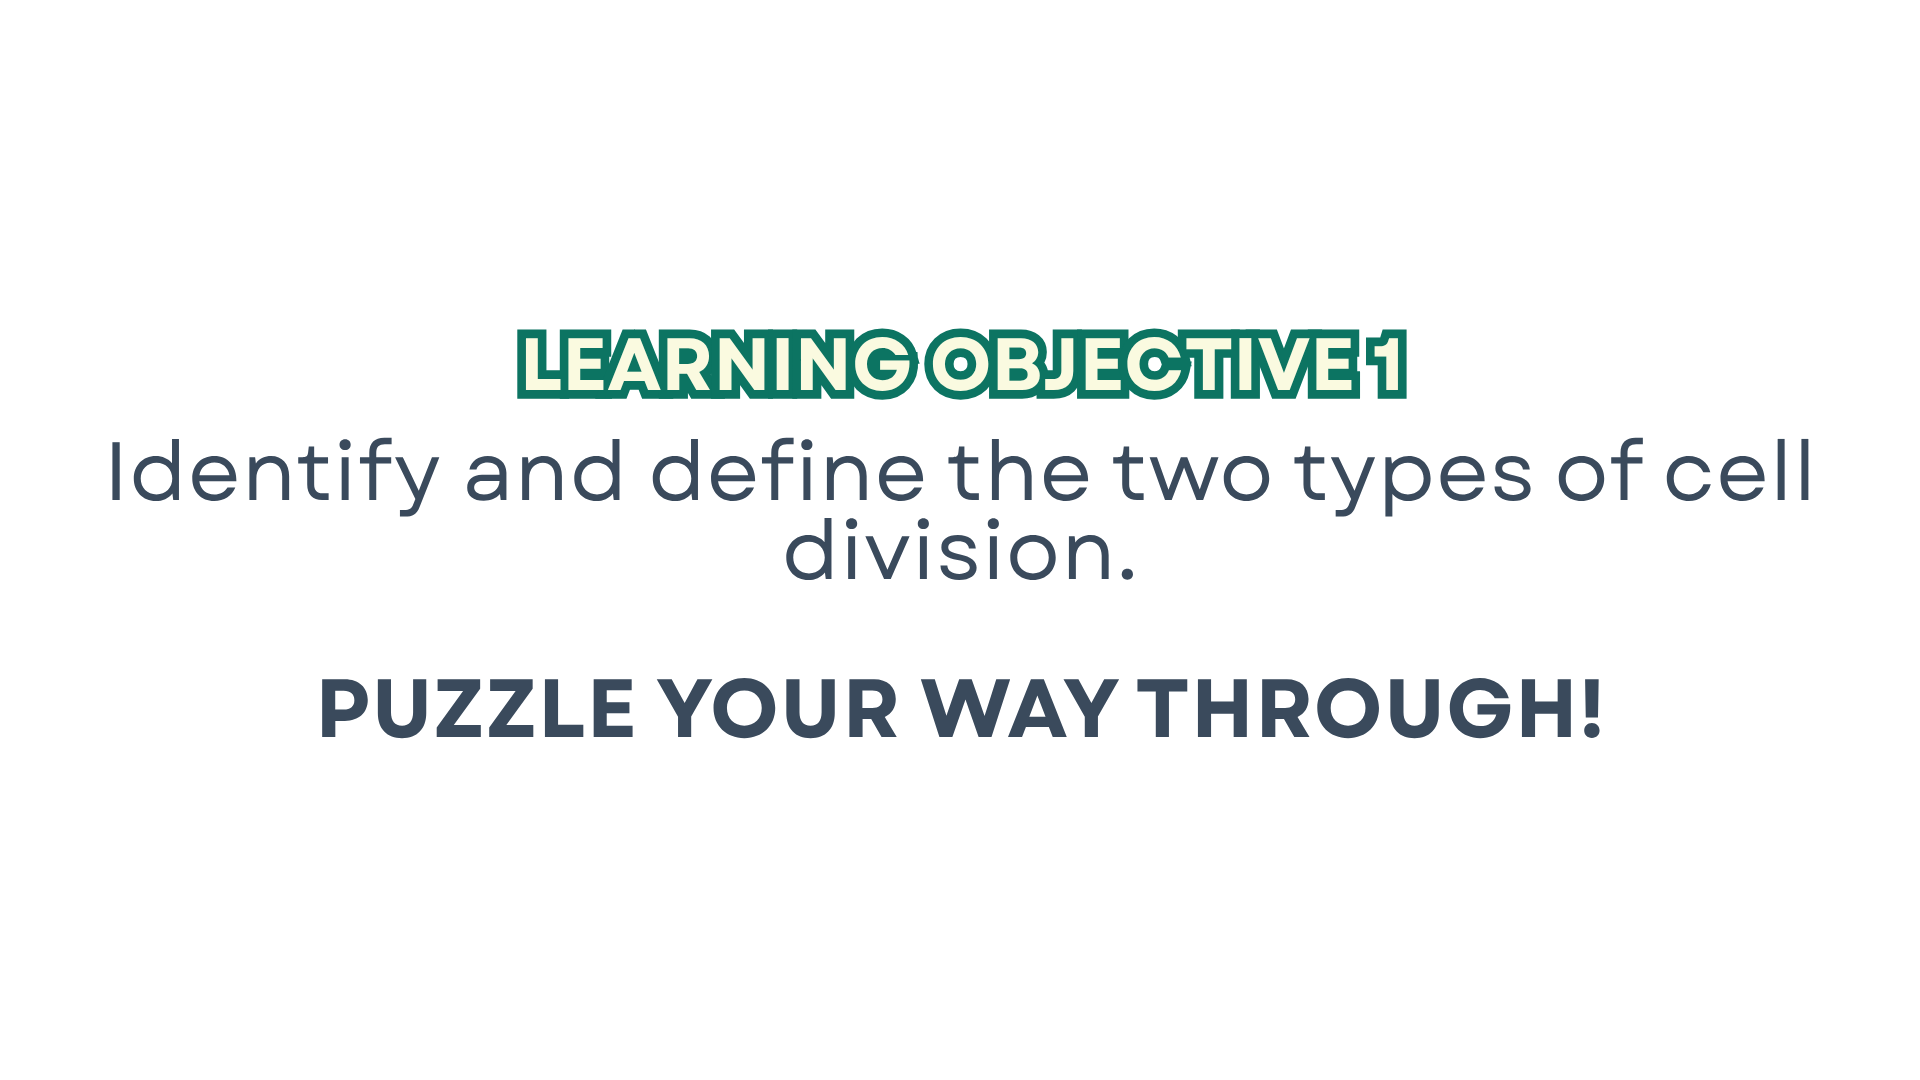 LEARNING OBJECTIVE 1
Identify and define the two types of cell
division.
PUZZLE YOUR WAY THROUGH!